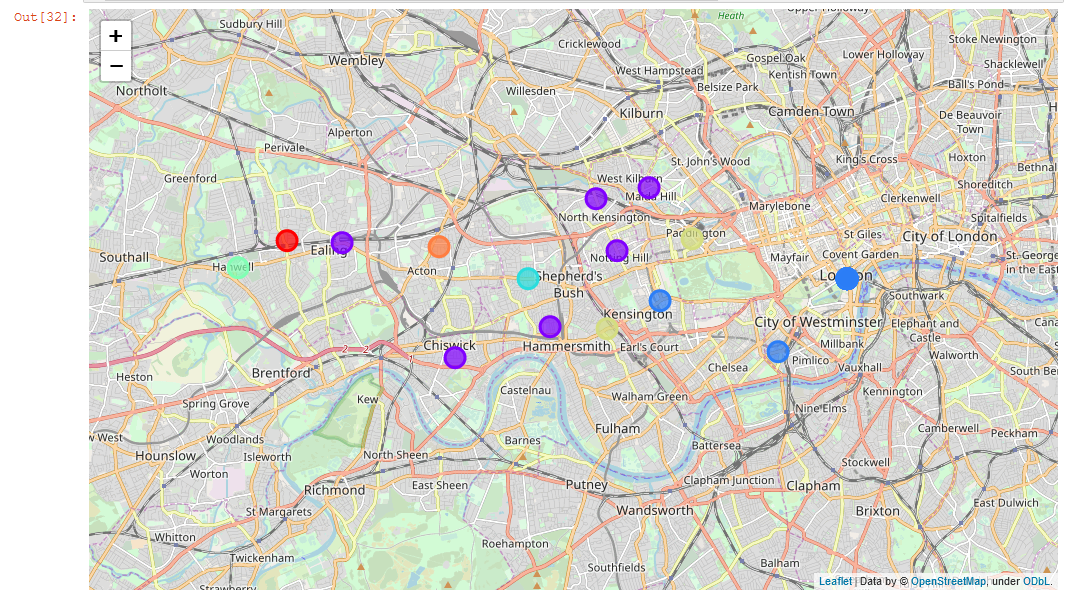 Out[32]:
+
−
Sudbury Hill
Heath
Stoke Newington
Cricklewood
Lower Holloway
Wembley
Gospel Oak
Shacklewell
West Hampstead
Kentish Town
Northolt
Willesden
Belsize Park
Ball's Pond
Kilburn
Camden Town
De Beauvoir
Town
Alperton
Perivale
St. John's Wood
King's Cross
Hoxton
Bethnal
Greenford
West Kilburn
Shoreditch
Maida Hill
Clerkenwell
Marylebone
North Kensington
Spitalfields
Paddington
St Giles
City of London
Ealing
Southall
Notting Hill
Mayfair
Covent Garden
St. George
in the East
Hanwell
Acton
Shepherd's
Bush
London
Southwark
Kensington
City of Westminster
Elephant and
Castle
Cana
2
2
1
Chiswick
Hammersmith
Earl's Court
Millbank
Walworth
Pimlico
Chelsea
Vauxhall
Heston
Brentford
South Ber
Castelnau
Kennington
Kew
Walham Green
Spring Grove
Nine Elms
Fulham
Camberwell
Peckham
w West
Woodlands
Barnes
Battersea
Hounslow
Isleworth
North Sheen
Stockwell
Worton
East Sheen
Putney
Clapham Junction
Clapham
Richmond
East Dulwich
St Margarets
Wandsworth
Brixton
Whitton
Roehampton
Twickenham
Balham
Southfields
Strawberry
Leaflet | Data by © OpenStreetMap, under ODbL.